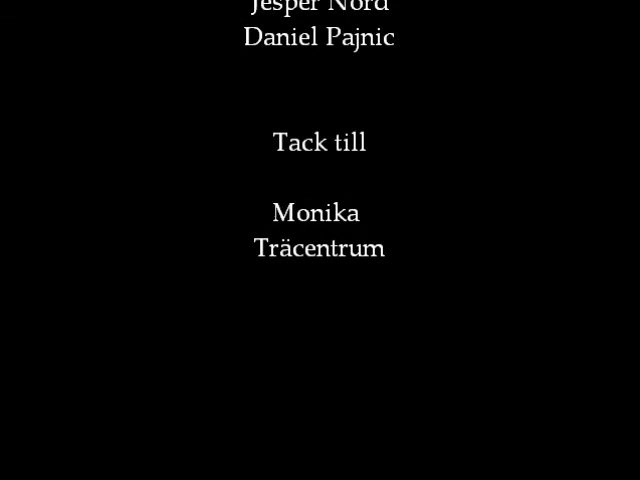 Jesper Nord
Daniel Pajnic
Tack till
Monika
Träcentrum